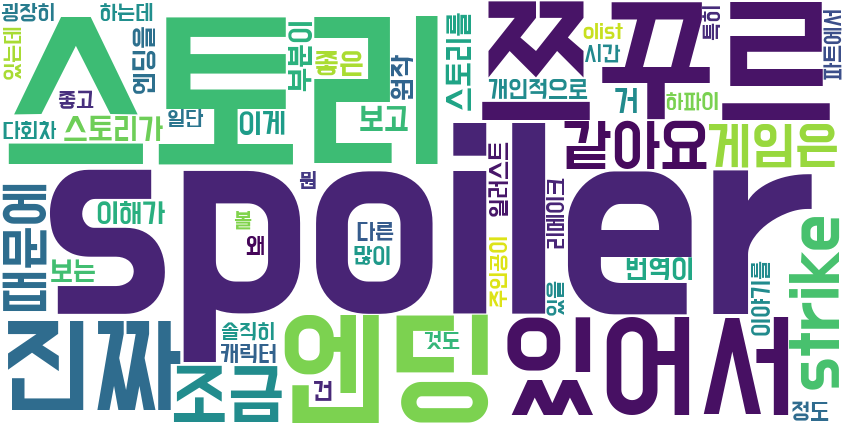 굉장히
하는데
스토리
쯔꾸르
있는데
엔딩을
부분이
좋은
원작
스토리를
olist
시간
특히
파트에서
좋고
개인적으로
거
하파이
다회차
스토리가
일단
이게
보고
같아요
게임은
spoiler
때문에
이해가
보는
뭔
볼
왜
다른
많이
일러스트
주인공이
리메이크
있을
번역이
이야기를
strike
진짜
솔직히
캐릭터
조금
건
엔딩
것도
있어서
정도